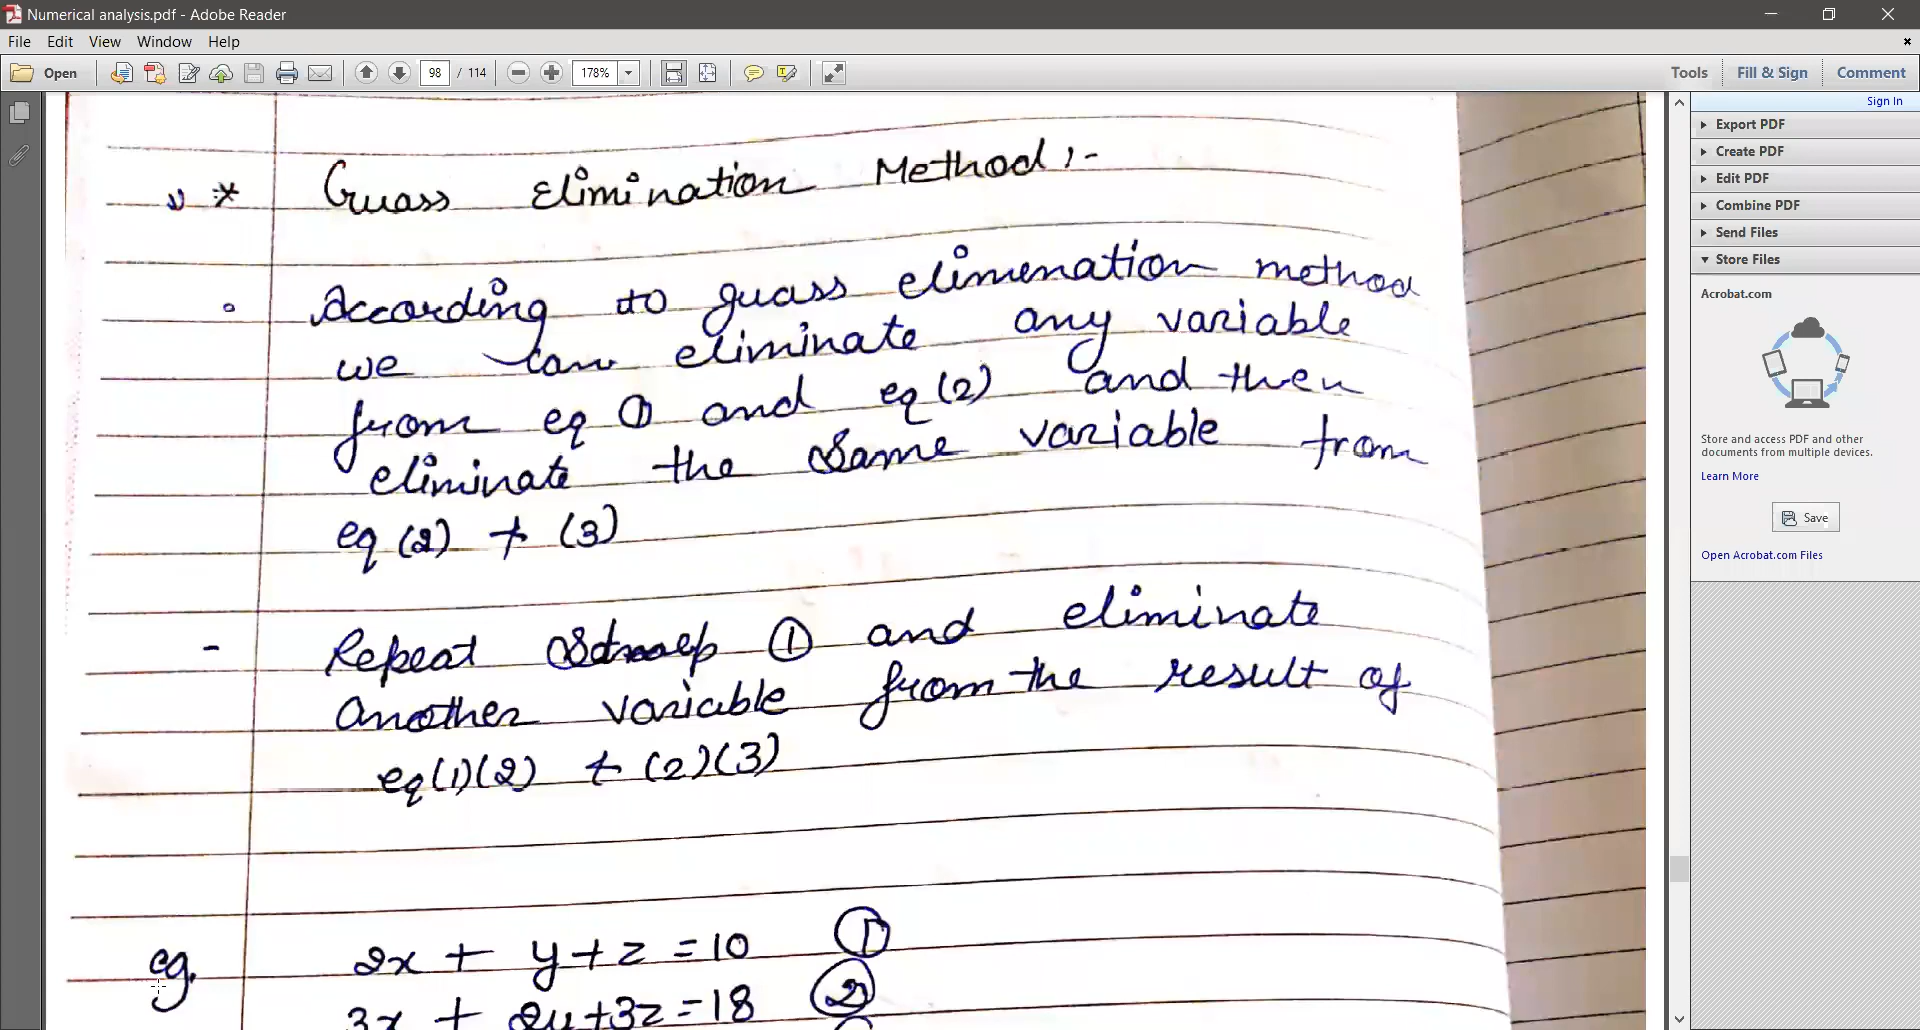 Numerical analysis.pdf - Adobe Reader
File Edit View Window Help
Open 98 / 114 178% Tools Fill & Sign Comment
Sign In
Export PDF
Create PDF
Edit PDF
Combine PDF
Send Files
Store Files
Acrobat.com
Store and access PDF and other
documents from multiple devices.
Learn More
Save
Open Acrobat.com Files
* Guass Elimination Method :-
According to guass elimenation method
we can eliminate any variable
from eq ① and eq (2) and then
eliminate the same variable from
eq (2) + (3)
- Repeat step ① and eliminate
another variable from the result of
eq(1)(2) + (2)(3)
eg. 2x + y + z = 10 ①
3x + 2y + 3z = 18 ②